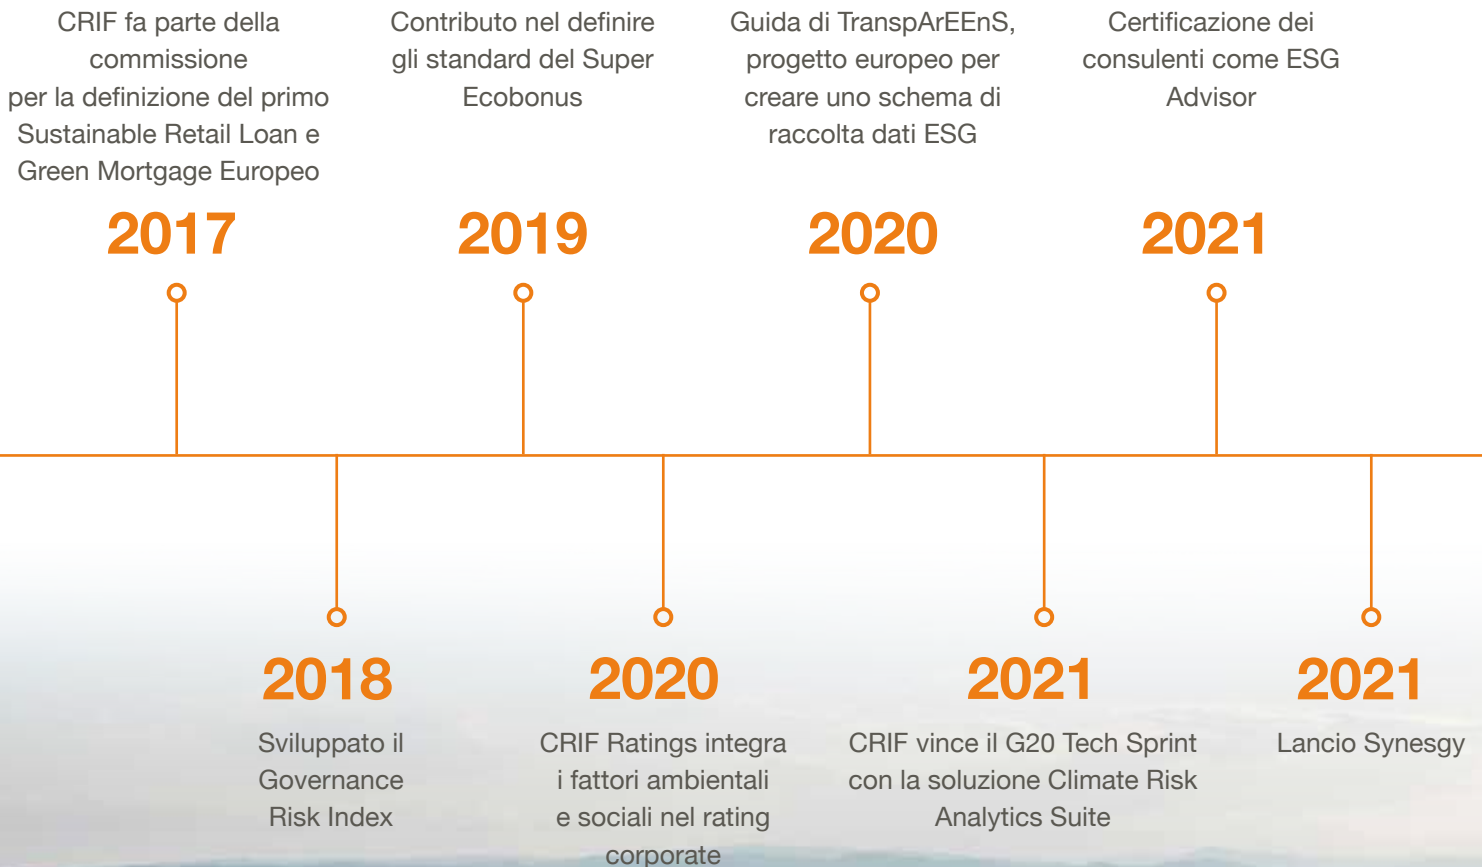 CRIF fa parte della
commissione
per la definizione del primo
Sustainable Retail Loan e
Green Mortgage Europeo
2017
Contributo nel definire
gli standard del Super
Ecobonus
2019
Guida di TranspArEEnS,
progetto europeo per
creare uno schema di
raccolta dati ESG
2020
Certificazione dei
consulenti come ESG
Advisor
2021
2018
Sviluppato il
Governance
Risk Index
2020
CRIF Ratings integra
i fattori ambientali
e sociali nel rating
corporate
2021
CRIF vince il G20 Tech Sprint
con la soluzione Climate Risk
Analytics Suite
2021
Lancio Synesgy